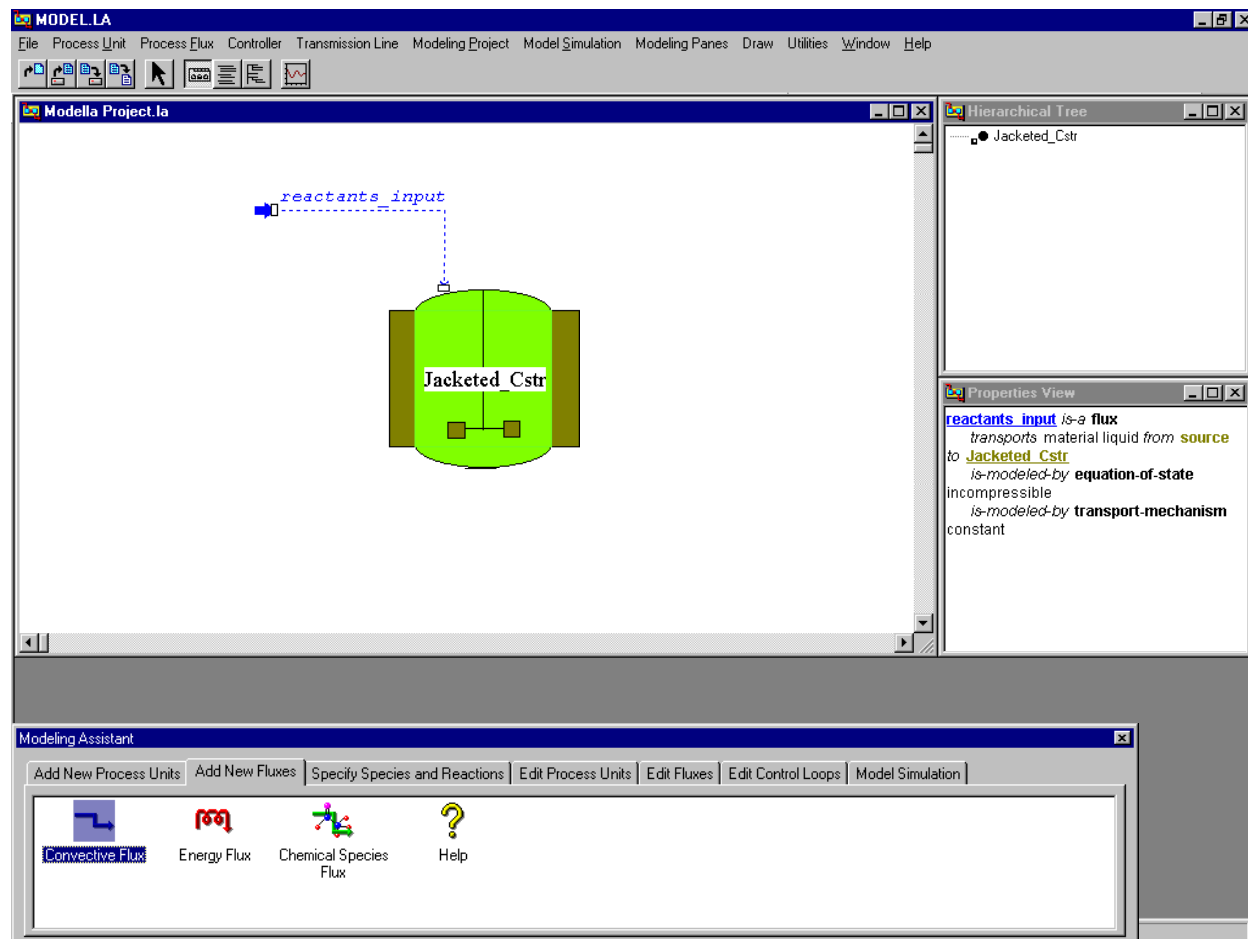 MODEL.LA
File Process Unit Process Flux Controller Transmission Line Modeling Project Model Simulation Modeling Panes Draw Utilities Window Help
Modella Project.la
reactants_input
Jacketed_Cstr
Hierarchical Tree
Jacketed_Cstr
Properties View
reactants_input is-a flux
transports material liquid from source
to Jacketed_Cstr
is-modeled-by equation-of-state
incompressible
is-modeled-by transport-mechanism
constant
Modeling Assistant
Add New Process Units Add New Fluxes Specify Species and Reactions Edit Process Units Edit Fluxes Edit Control Loops Model Simulation
Convective Flux Energy Flux Chemical Species Help
Flux